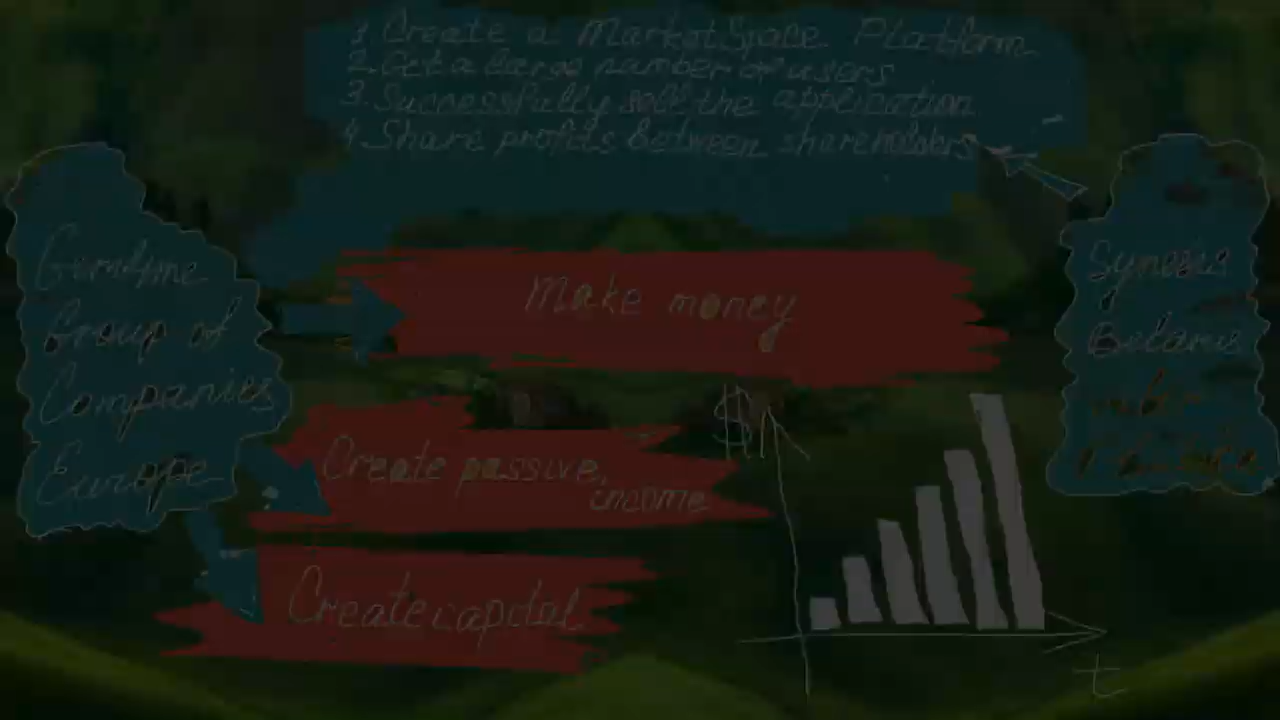 1. Create a MarketSpace Platform
2. Get a large number of users
3. Successfully sell the application
4. Share profits between shareholders
Group of
Companies
Europe
Make money
Create passive,
income
Create capital
$
t